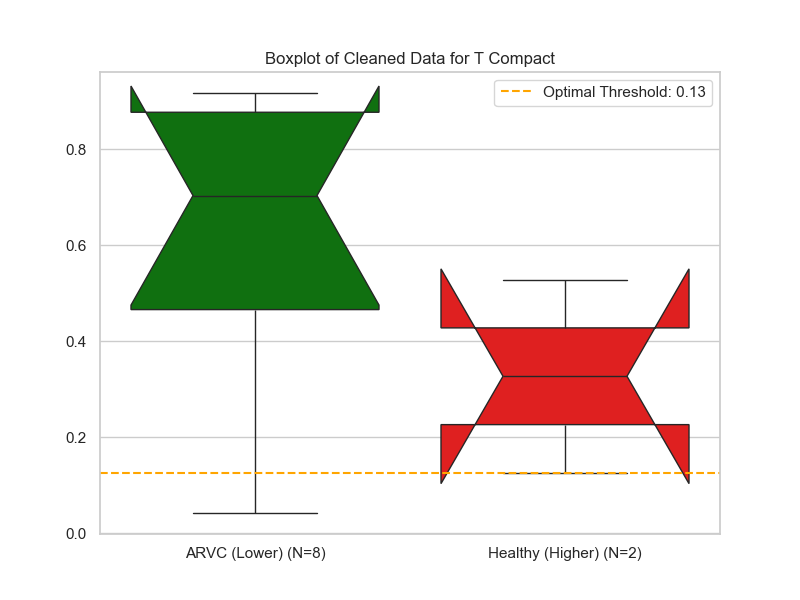 Boxplot of Cleaned Data for T Compact
Optimal Threshold: 0.13
0.8
0.6
0.4
0.2
0.0
ARVC (Lower) (N=8)
Healthy (Higher) (N=2)